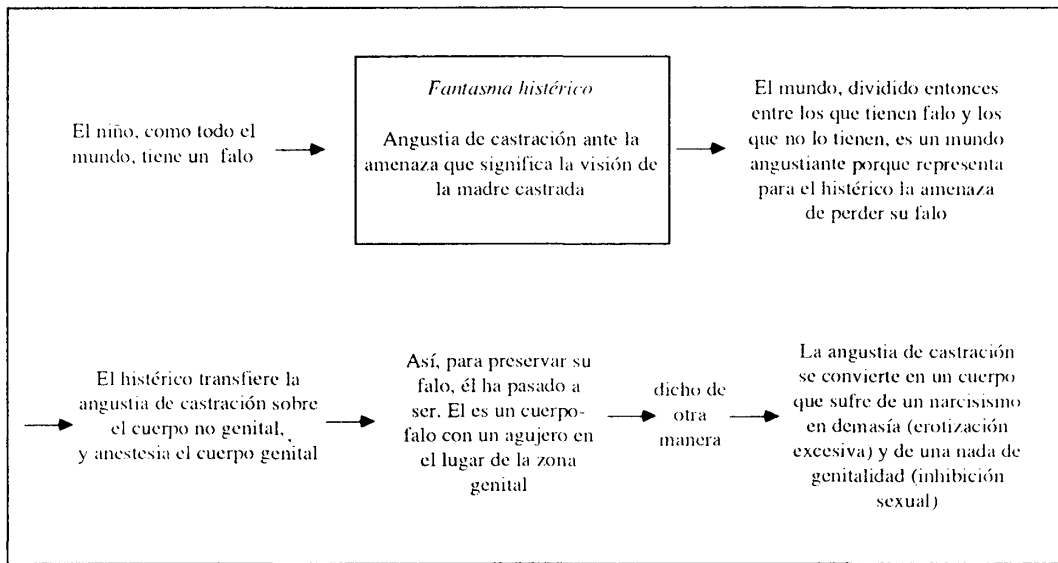 Fantasma histérico
El niño, como todo el
mundo, tiene un falo
Angustia de castración ante la
amenaza que significa la visión de
la madre castrada
El mundo, dividido entonces
entre los que tienen falo y los
que no lo tienen, es un mundo
angustiante porque representa
para el histérico la amenaza
de perder su falo
El histérico transfiere la
angustia de castración sobre
el cuerpo no genital,
y anestesia el cuerpo genital
Así, para preservar su
falo, él ha pasado a
ser. El es un cuerpo-
falo con un agujero en
el lugar de la zona
genital
dicho de
otra
manera
La angustia de castración
se convierte en un cuerpo
que sufre de un narcisismo
en demasía (erotización
excesiva) y de una nada de
genitalidad (inhibición
sexual)